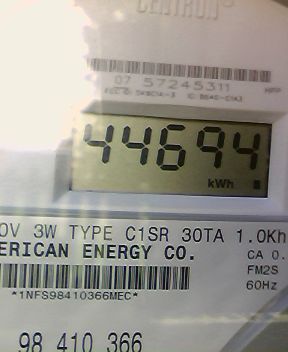 CENTRON®
07 57245311
44694
kWh
0V 3W TYPE C1SR 30TA 1.0Kh
ERICAN ENERGY CO.
CA 0.
FM2S
60Hz
*1NFS98410366MEC*
98 410 366